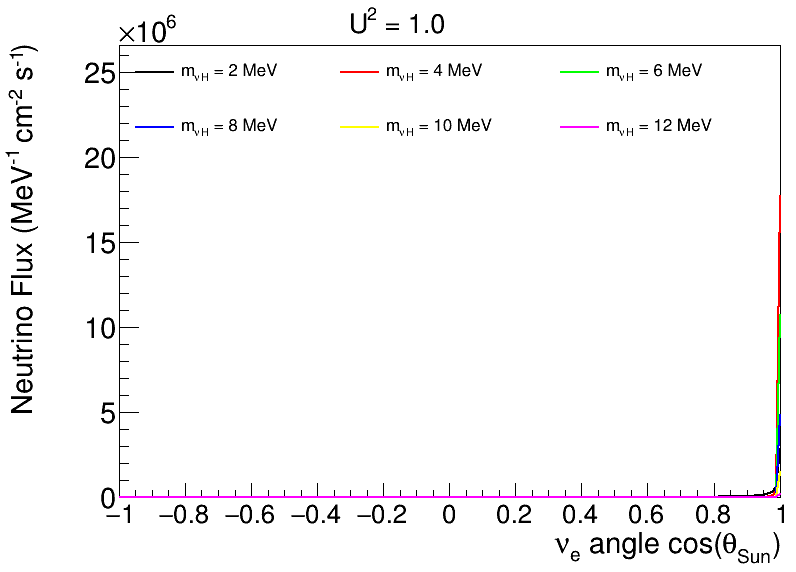 ×10⁶
U² = 1.0
Neutrino Flux (MeV⁻¹ cm⁻² s⁻¹)
25
20
15
10
5
0
m_νH = 2 MeV
m_νH = 4 MeV
m_νH = 6 MeV
m_νH = 8 MeV
m_νH = 10 MeV
m_νH = 12 MeV
−1 −0.8 −0.6 −0.4 −0.2 0 0.2 0.4 0.6 0.8 1
ν_e angle cos(θ_Sun)